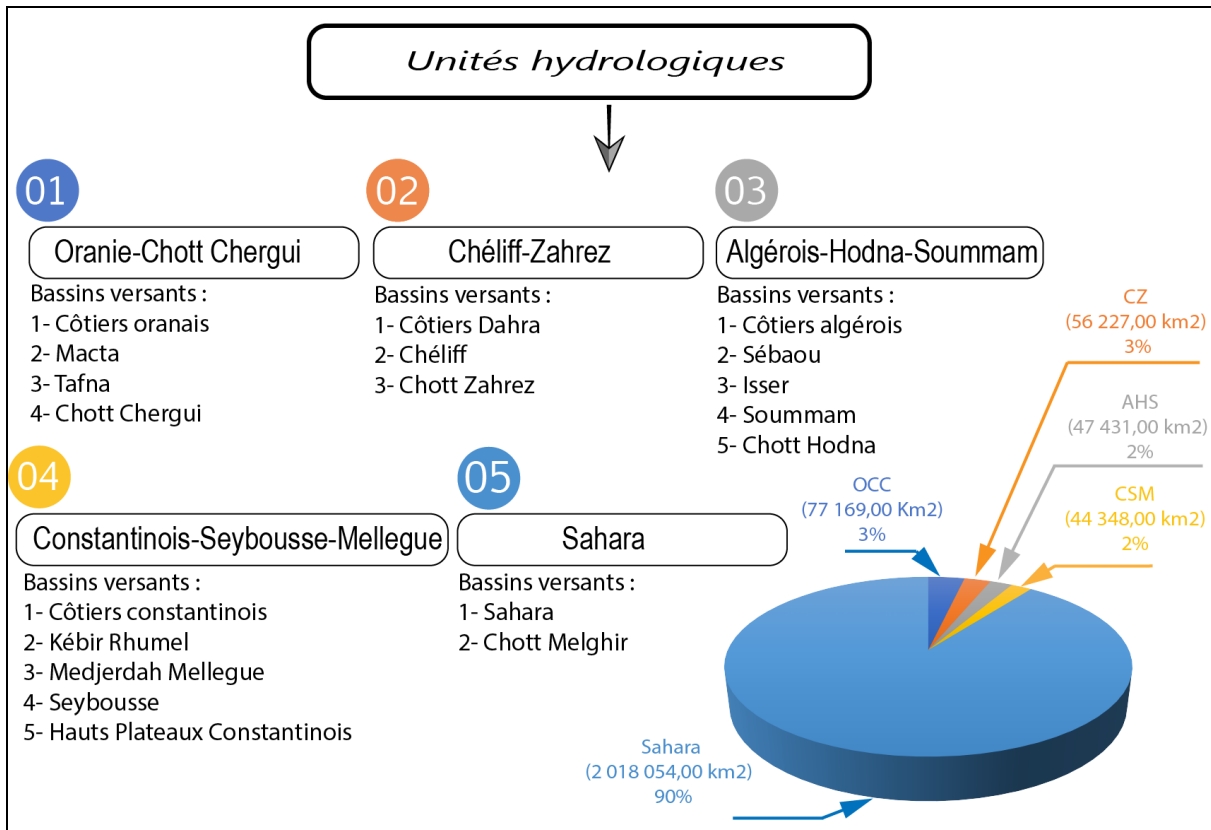 Unités hydrologiques
01
Oranie-Chott Chergui
Bassins versants :
1- Côtiers oranais
2- Macta
3- Tafna
4- Chott Chergui
02
Chéliff-Zahrez
Bassins versants :
1- Côtiers Dahra
2- Chéliff
3- Chott Zahrez
03
Algérois-Hodna-Soummam
Bassins versants :
1- Côtiers algérois
2- Sébaou
3- Isser
4- Soummam
5- Chott Hodna
04
Constantinois-Seybousse-Mellegue
Bassins versants :
1- Côtiers constantinois
2- Kébir Rhumel
3- Medjerdah Mellegue
4- Seybousse
5- Hauts Plateaux Constantinois
05
Sahara
Bassins versants :
1- Sahara
2- Chott Melghir
CZ
(56 227,00 km2)
3%
AHS
(47 431,00 km2)
2%
OCC
(77 169,00 Km2)
3%
CSM
(44 348,00 km2)
2%
Sahara
(2 018 054,00 km2)
90%